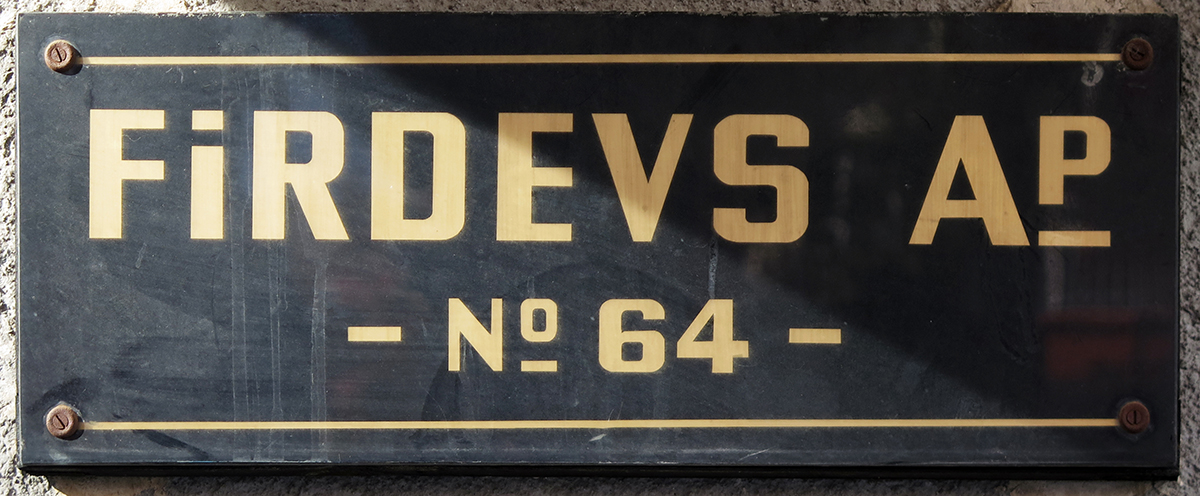 FİRDEVS Ap
- No 64 -